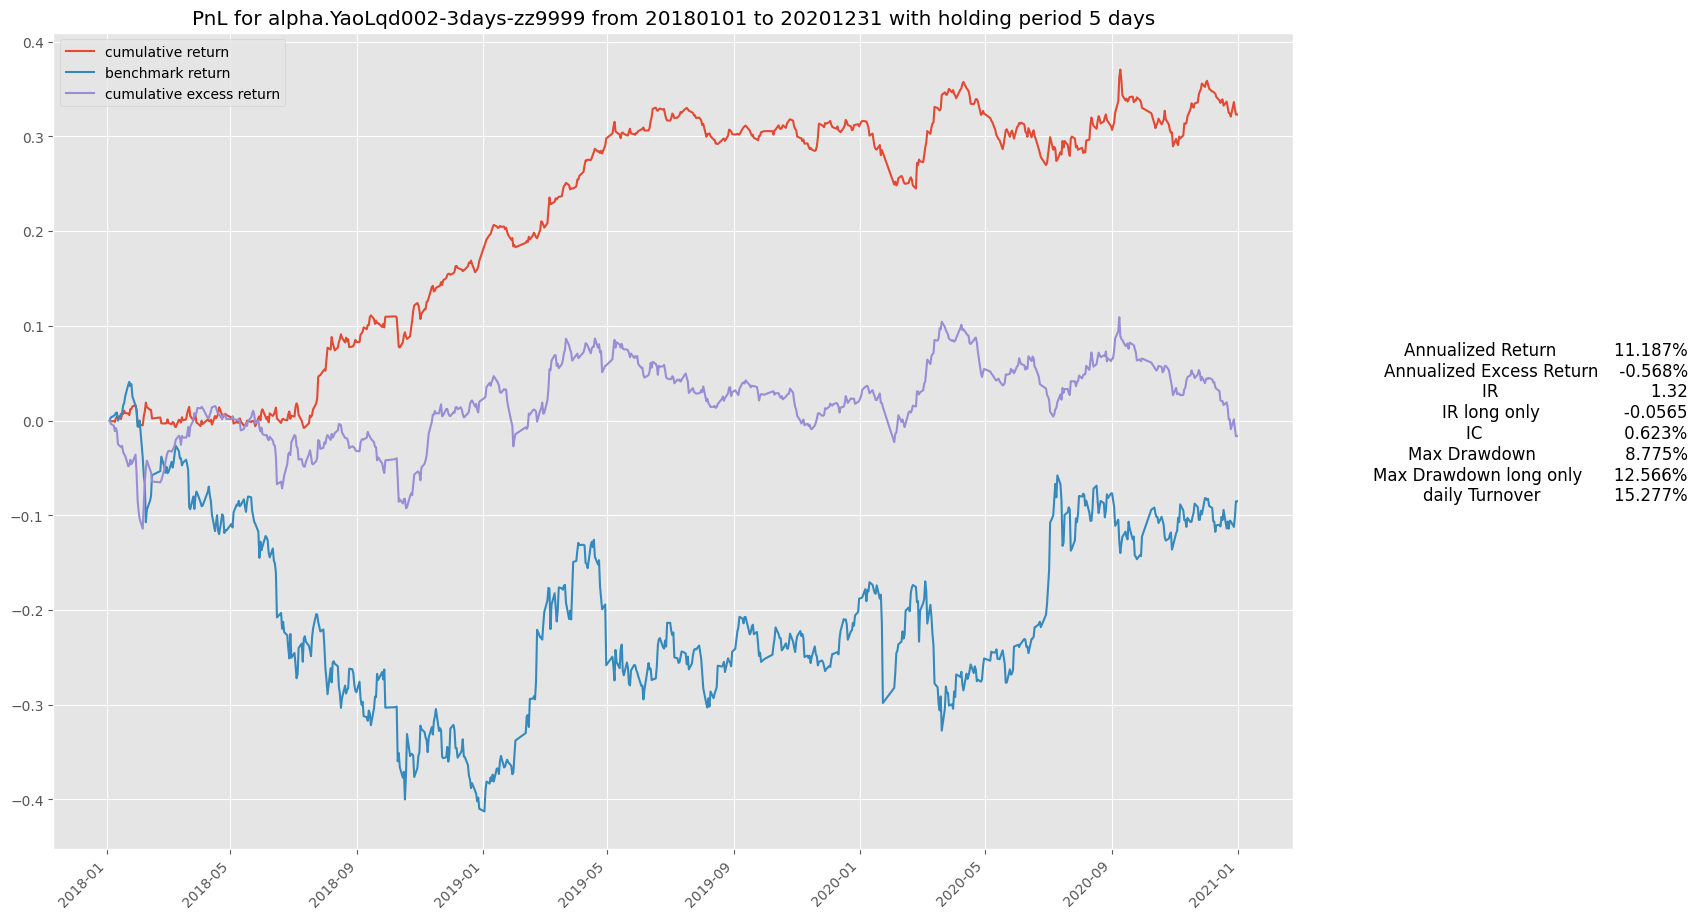 PnL for alpha.YaoLqd002-3days-zz9999 from 20180101 to 20201231 with holding period 5 days
cumulative return
benchmark return
cumulative excess return
0.4
0.3
0.2
0.1
0.0
−0.1
−0.2
−0.3
−0.4
2018-01
2018-05
2018-09
2019-01
2019-05
2019-09
2020-01
2020-05
2020-09
2021-01
Annualized Return 11.187%
Annualized Excess Return -0.568%
IR 1.32
IR long only -0.0565
IC 0.623%
Max Drawdown 8.775%
Max Drawdown long only 12.566%
daily Turnover 15.277%